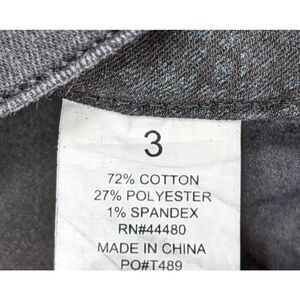 3
72% COTTON
27% POLYESTER
1% SPANDEX
RN#44480
MADE IN CHINA
PO#T489